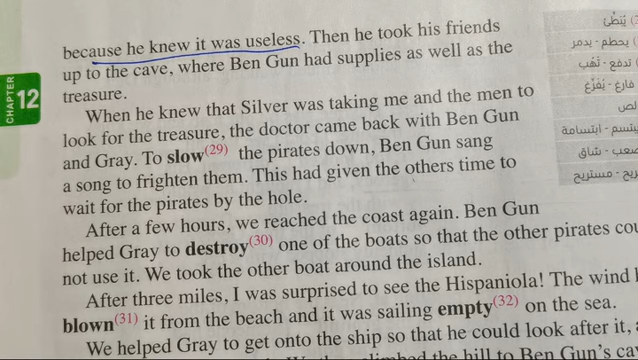 because he knew it was useless. Then he took his friends
up to the cave, where Ben Gun had supplies as well as the
treasure.
When he knew that Silver was taking me and the men to
look for the treasure, the doctor came back with Ben Gun
and Gray. To slow(29) the pirates down, Ben Gun sang
a song to frighten them. This had given the others time to
wait for the pirates by the hole.
After a few hours, we reached the coast again. Ben Gun
helped Gray to destroy(30) one of the boats so that the other pirates
not use it. We took the other boat around the island.
After three miles, I was surprised to see the Hispaniola! The wind
blown(31) it from the beach and it was sailing empty(32) on the sea.
We helped Gray to get onto the ship so that he could look after it,
climbed the hill to Ben Gun's
CHAPTER 12
يُبَطِّئ
يحطم - يدمر
فارغ - يُفرِّغ
لص
يبتسم - ابتسامة
صعب - شاق
مريح - مستريح